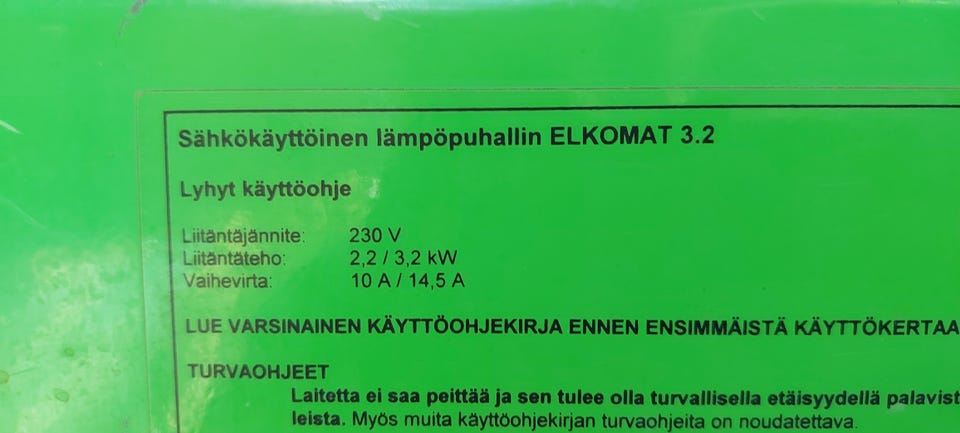 Sähkökäyttöinen lämpöpuhallin ELKOMAT 3.2
Lyhyt käyttöohje
Liitäntäjännite: 230 V
Liitäntäteho: 2,2 / 3,2 kW
Vaihevirta: 10 A / 14,5 A
LUE VARSINAINEN KÄYTTÖOHJEKIRJA ENNEN ENSIMMÄISTÄ KÄYTTÖKERTAA
TURVAOHJEET
Laitetta ei saa peittää ja sen tulee olla turvallisella etäisyydellä palavist
leista. Myös muita käyttöohjekirjan turvaohjeita on noudatettava.